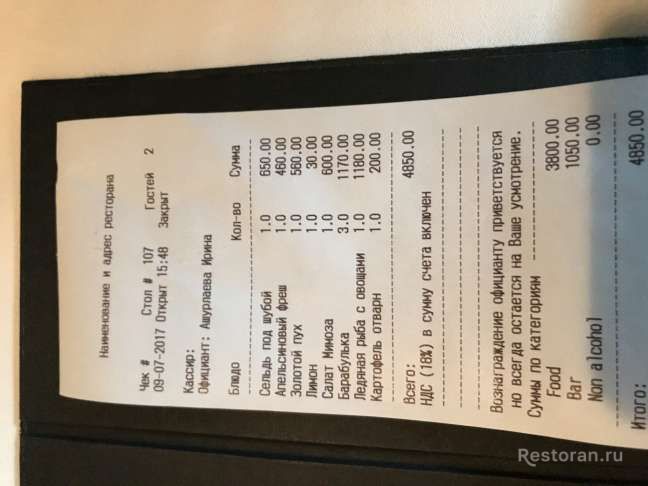 Наименование и адрес ресторана
Чек # Стол # 107 Гостей 2
09-07-2017 Открыт 15:48 Закрыт
Кассир:
Официант: Ашурлаева Ирина
Блюдо Кол-во Сумма
Сельдь под шубой 1.0 650.00
Апельсиновый фреш 1.0 460.00
Золотой пух 1.0 560.00
Лимон 1.0 30.00
Салат Мимоза 1.0 600.00
Барабулька 3.0 1170.00
Ледяная рыба с овощами 1.0 1180.00
Картофель отварн 1.0 200.00
Всего: 4850.00
НДС (18%) в сумму счета включен
Вознаграждение официанту приветствуется
но всегда остается на Ваше усмотрение.
Суммы по категориям
Food 3800.00
Bar 1050.00
Non alcohol 0.00
Итого: 4850.00
Restoran.ru